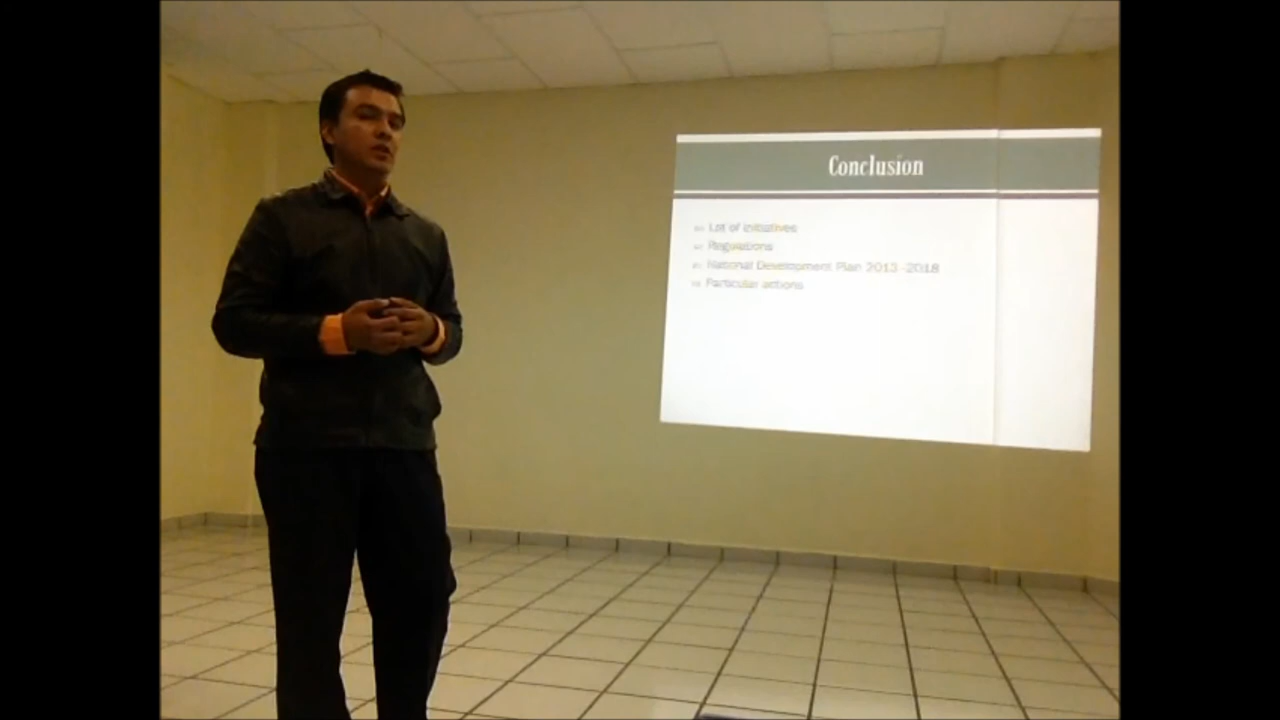 Conclusion
Lot of initiatives
Regulations
National Development Plan 2013-2018
Particular actions